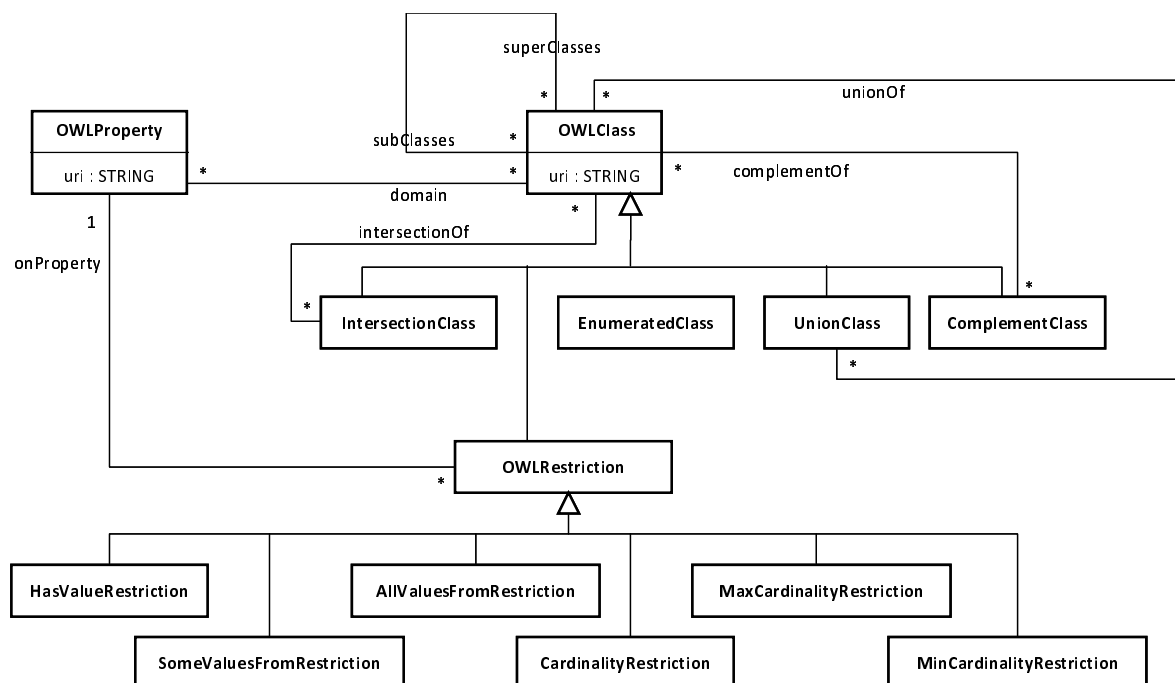 superClasses
*
*
unionOf
OWLProperty
OWLClass
subClasses
*
uri : STRING
*
*
uri : STRING
*
complementOf
domain
1
*
intersectionOf
onProperty
*
*
IntersectionClass
EnumeratedClass
UnionClass
ComplementClass
*
OWLRestriction
*
HasValueRestriction
AllValuesFromRestriction
MaxCardinalityRestriction
SomeValuesFromRestriction
CardinalityRestriction
MinCardinalityRestriction